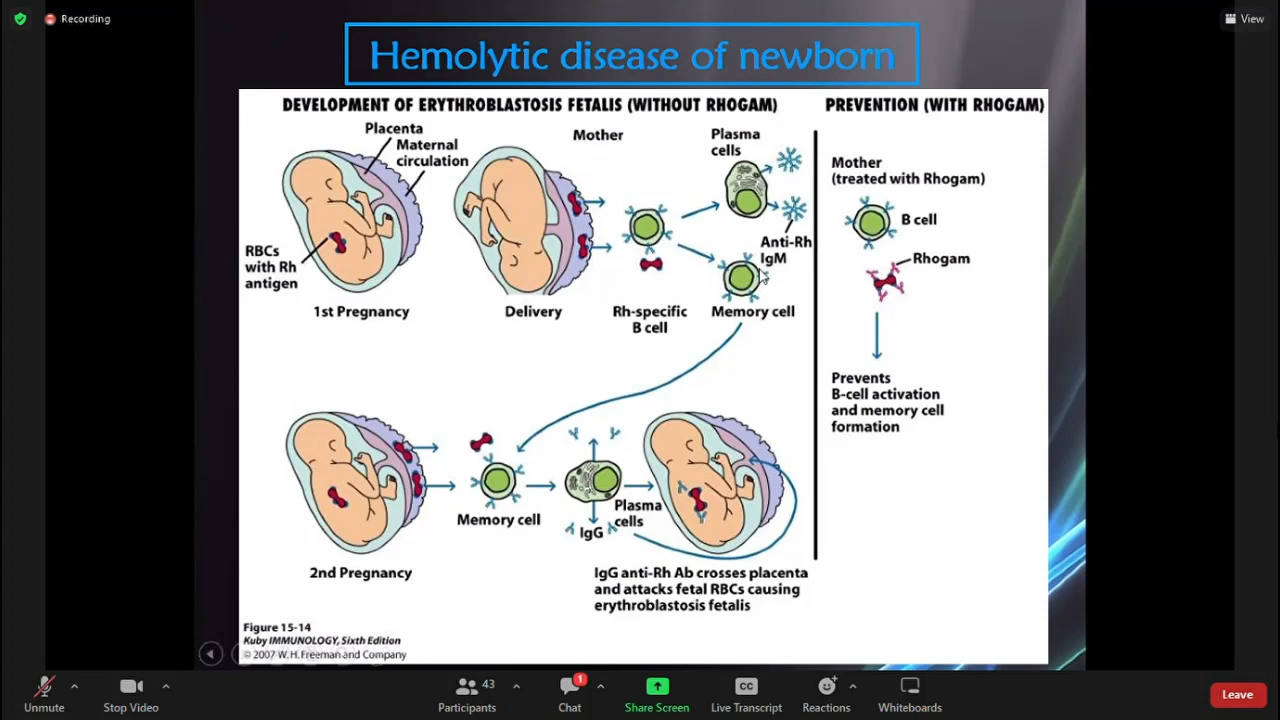 Recording
View
Hemolytic disease of newborn
DEVELOPMENT OF ERYTHROBLASTOSIS FETALIS (WITHOUT RHOGAM)
PREVENTION (WITH RHOGAM)
Placenta
Maternal
circulation
Mother
Plasma
cells
RBCs
with Rh
antigen
Anti-Rh
IgM
1st Pregnancy
Delivery
Rh-specific
B cell
Memory cell
Mother
(treated with Rhogam)
B cell
Rhogam
Prevents
B-cell activation
and memory cell
formation
Memory cell
Plasma
cells
IgG
2nd Pregnancy
IgG anti-Rh Ab crosses placenta
and attacks fetal RBCs causing
erythroblastosis fetalis
Figure 15-14
Kuby IMMUNOLOGY, Sixth Edition
© 2007 W. H. Freeman and Company
Unmute
Stop Video
43
Participants
1
Chat
Share Screen
CC
Live Transcript
Reactions
Whiteboards
Leave